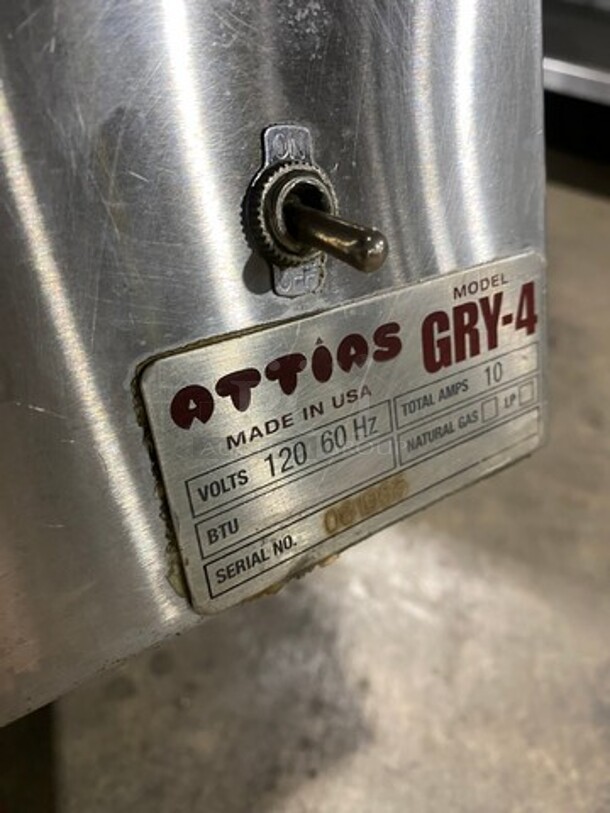 ON
OFF
MODEL
ATTIAS GRY-4
MADE IN USA
VOLTS 120 60 Hz TOTAL AMPS 10
BTU NATURAL GAS LP
SERIAL NO.